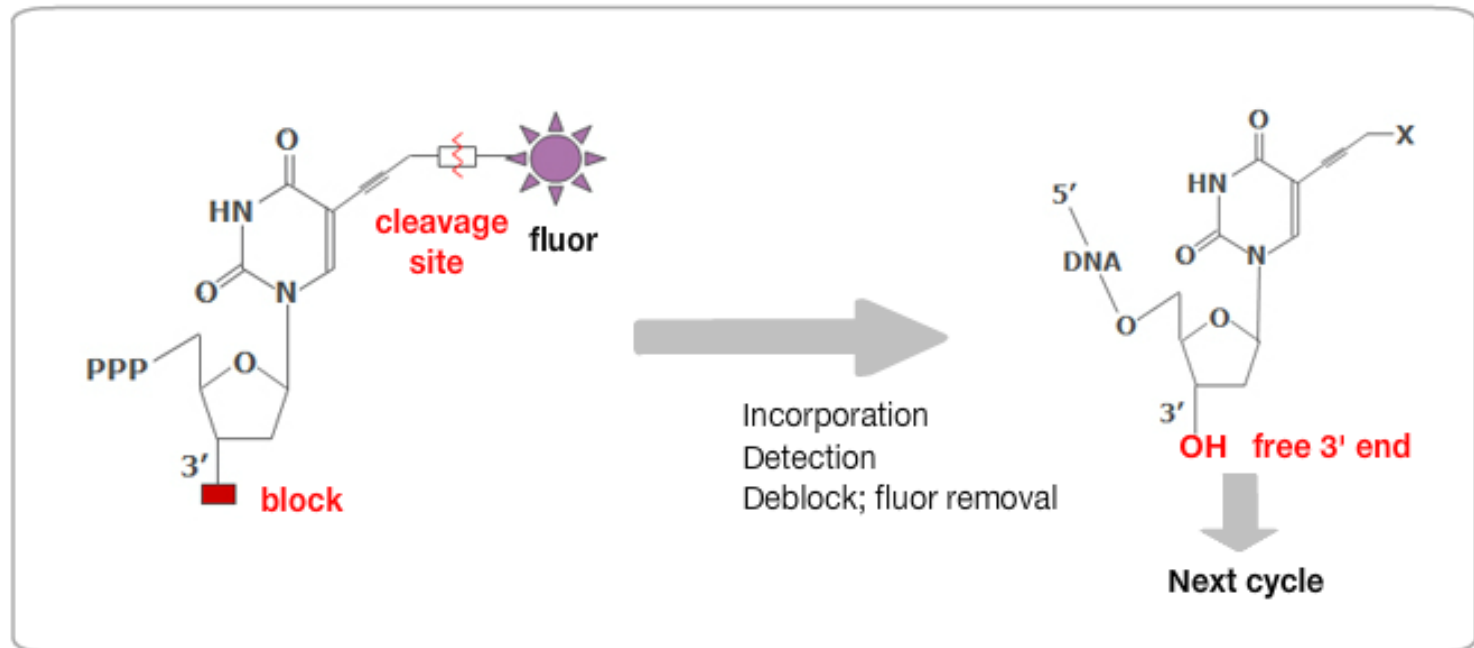 O
HN
O
N
cleavage
site
fluor
PPP
O
3'
block
Incorporation
Detection
Deblock; fluor removal
O
X
HN
5'
O
N
DNA
O
O
3'
OH free 3' end
Next cycle